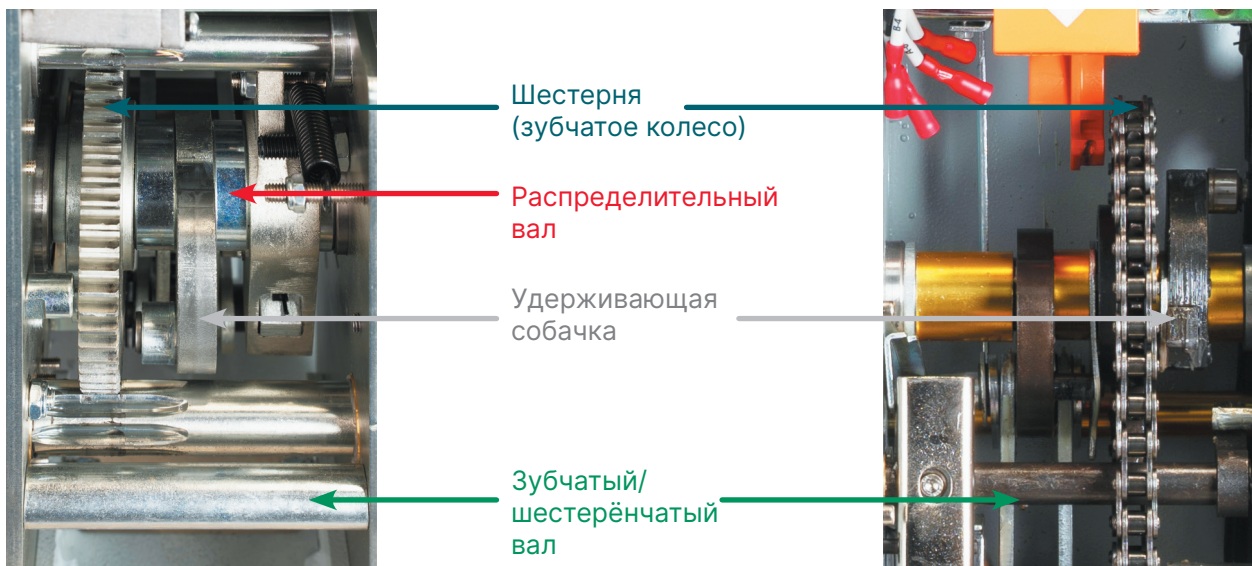 Шестерня
(зубчатое колесо)
Распределительный
вал
Удерживающая
собачка
Зубчатый/
шестерёнчатый
вал